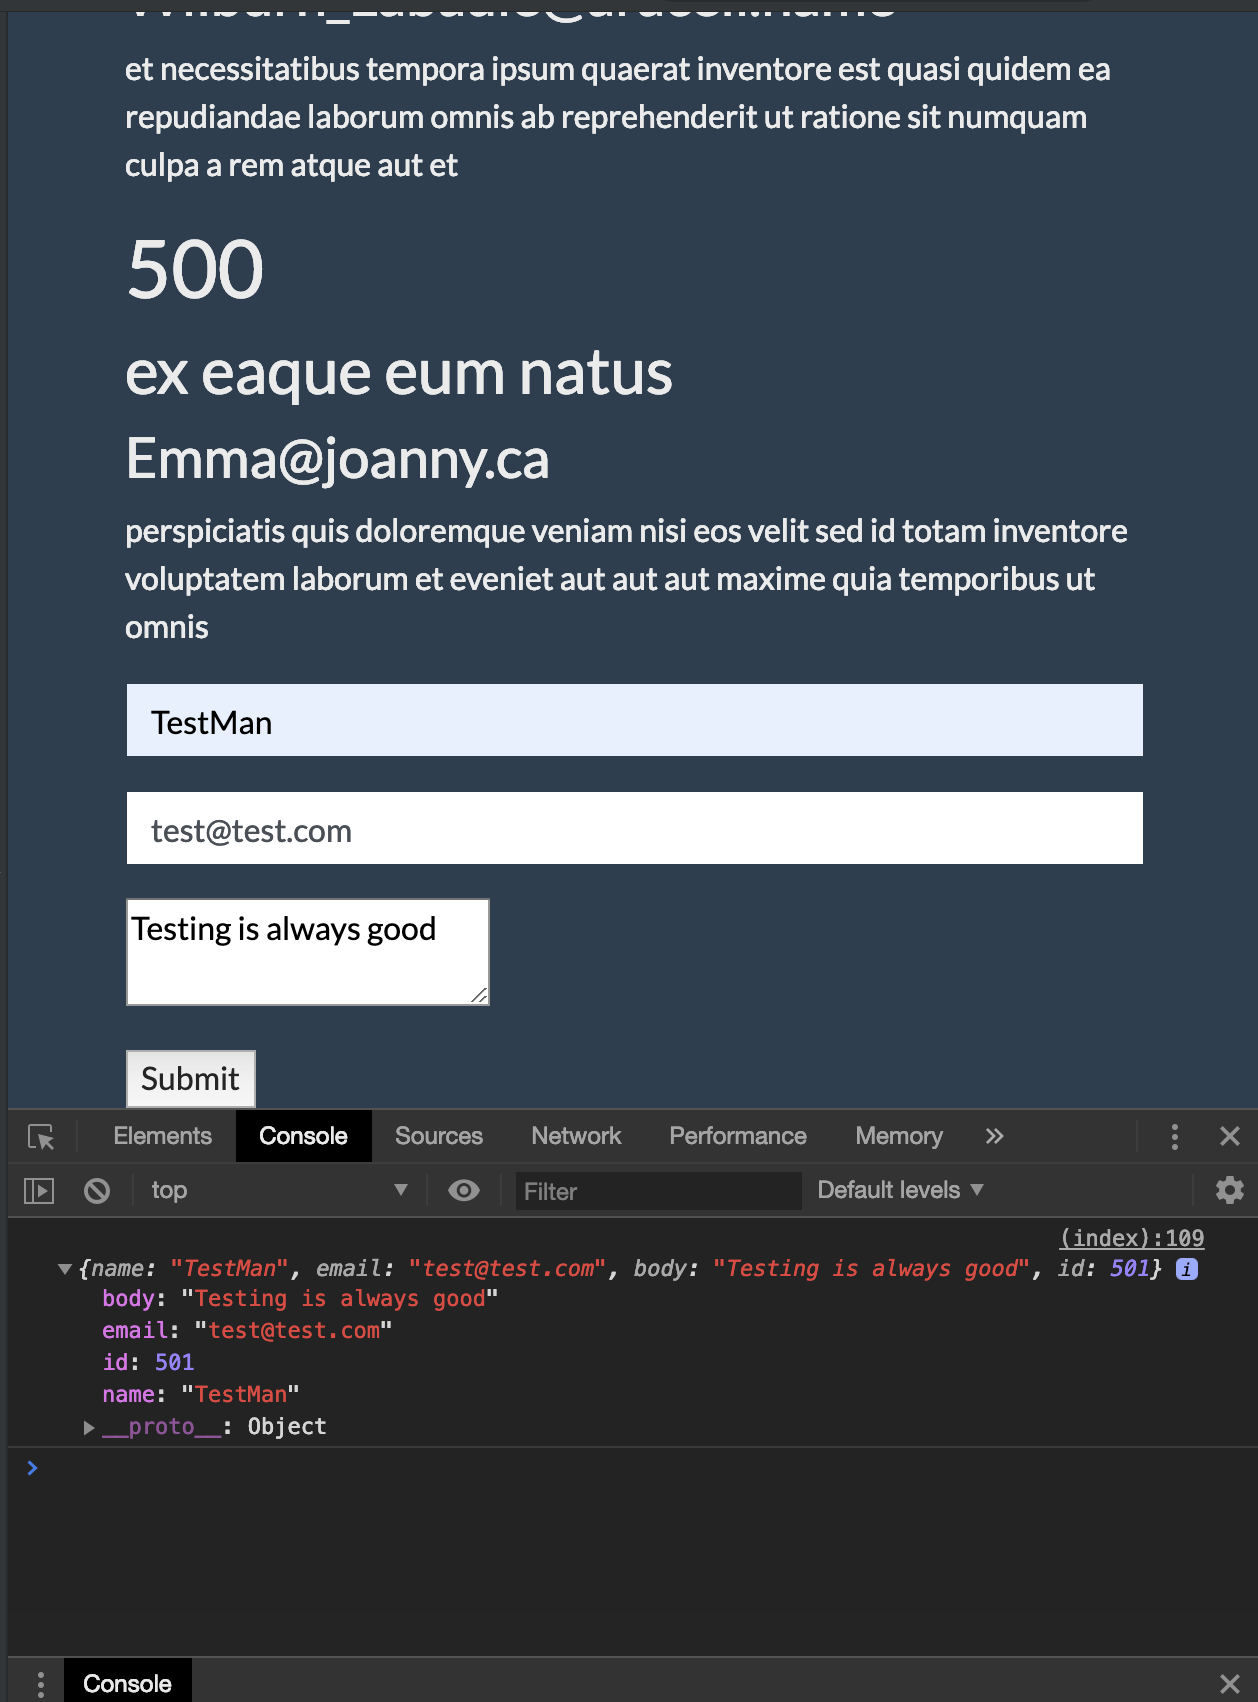 et necessitatibus tempora ipsum quaerat inventore est quasi quidem ea
repudiandae laborum omnis ab reprehenderit ut ratione sit numquam
culpa a rem atque aut et
500
ex eaque eum natus
Emma@joanny.ca
perspiciatis quis doloremque veniam nisi eos velit sed id totam inventore
voluptatem laborum et eveniet aut aut aut maxime quia temporibus ut
omnis
TestMan
test@test.com
Testing is always good
Submit
Elements Console Sources Network Performance Memory »
top Filter Default levels
(index):109
{name: "TestMan", email: "test@test.com", body: "Testing is always good", id: 501} i
body: "Testing is always good"
email: "test@test.com"
id: 501
name: "TestMan"
__proto__: Object
Console